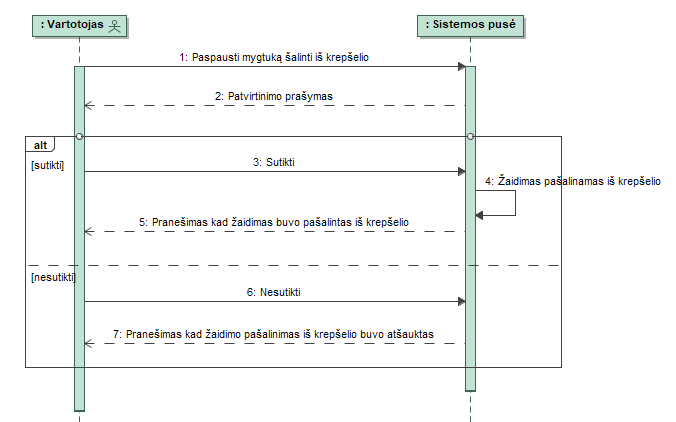 : Vartotojas
: Sistemos pusė
1: Paspausti mygtuką šalinti iš krepšelio
2: Patvirtinimo prašymas
alt
[sutikti]
3: Sutikti
4: Žaidimas pašalinamas iš krepšelio
5: Pranešimas kad žaidimas buvo pašalintas iš krepšelio
[nesutikti]
6: Nesutikti
7: Pranešimas kad žaidimo pašalinimas iš krepšelio buvo atšauktas